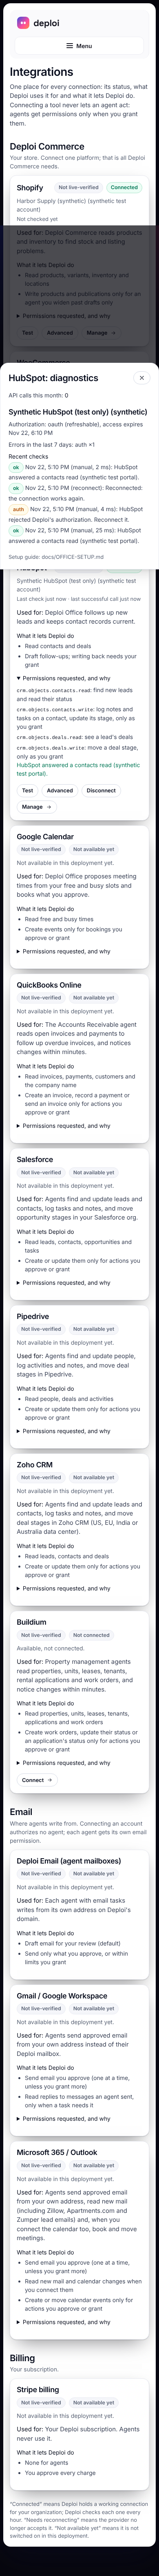 deploi
Menu
Integrations
One place for every connection: its status, what
Deploi uses it for and what it lets Deploi do.
Connecting a tool never lets an agent act:
agents get permissions only when you grant
them.
Deploi Commerce
Your store. Connect one platform; that is all Deploi
Commerce needs.
Shopify
Not live-verified
Connected
Harbor Supply (synthetic) (synthetic test
account)
Not checked yet
Used for: Deploi Commerce reads products
and inventory to find stock and listing
problems.
What it lets Deploi do
Read products, variants, inventory and
locations
Write products and publications only for an
agent you widen past drafts only
Permissions requested, and why
Test
Advanced
Manage →
HubSpot: diagnostics
×
API calls this month: 0
Synthetic HubSpot (test only) (synthetic)
Authorization: oauth (refreshable), access expires
Nov 22, 6:10 PM
Errors in the last 7 days: auth ×1
Recent checks
ok Nov 22, 5:10 PM (manual, 2 ms): HubSpot
answered a contacts read (synthetic test portal).
ok Nov 22, 5:10 PM (reconnect): Reconnected:
the connection works again.
auth Nov 22, 5:10 PM (manual, 4 ms): HubSpot
rejected Deploi's authorization. Reconnect it.
ok Nov 22, 5:10 PM (manual, 25 ms): HubSpot
answered a contacts read (synthetic test portal).
Setup guide: docs/OFFICE-SETUP.md
Synthetic HubSpot (test only) (synthetic test
account)
Last check just now · last successful call just now
Used for: Deploi Office follows up new
leads and keeps contact records current.
What it lets Deploi do
Read contacts and deals
Draft follow-ups; writing back needs your
grant
Permissions requested, and why
crm.objects.contacts.read: find new leads
and read their status
crm.objects.contacts.write: log notes and
tasks on a contact, update its stage, only as
you grant
crm.objects.deals.read: see a lead's deals
crm.objects.deals.write: move a deal stage,
only as you grant
HubSpot answered a contacts read (synthetic
test portal).
Test
Advanced
Disconnect
Manage →
Google Calendar
Not live-verified
Not available yet
Not available in this deployment yet.
Used for: Deploi Office proposes meeting
times from your free and busy slots and
books what you approve.
What it lets Deploi do
Read free and busy times
Create events only for bookings you
approve or grant
Permissions requested, and why
QuickBooks Online
Not live-verified
Not available yet
Not available in this deployment yet.
Used for: The Accounts Receivable agent
reads open invoices and payments to
follow up overdue invoices, and notices
changes within minutes.
What it lets Deploi do
Read invoices, payments, customers and
the company name
Create an invoice, record a payment or
send an invoice only for actions you
approve or grant
Permissions requested, and why
Salesforce
Not live-verified
Not available yet
Not available in this deployment yet.
Used for: Agents find and update leads and
contacts, log tasks and notes, and move
opportunity stages in your Salesforce org.
What it lets Deploi do
Read leads, contacts, opportunities and
tasks
Create or update them only for actions you
approve or grant
Permissions requested, and why
Pipedrive
Not live-verified
Not available yet
Not available in this deployment yet.
Used for: Agents find and update people,
log activities and notes, and move deal
stages in Pipedrive.
What it lets Deploi do
Read people, deals and activities
Create or update them only for actions you
approve or grant
Permissions requested, and why
Zoho CRM
Not live-verified
Not available yet
Not available in this deployment yet.
Used for: Agents find and update leads and
contacts, log tasks and notes, and move
deal stages in Zoho CRM (US, EU, India or
Australia data center).
What it lets Deploi do
Read leads, contacts and deals
Create or update them only for actions you
approve or grant
Permissions requested, and why
Buildium
Not live-verified
Not connected
Available, not connected.
Used for: Property management agents
read properties, units, leases, tenants,
rental applications and work orders, and
notice changes within minutes.
What it lets Deploi do
Read properties, units, leases, tenants,
applications and work orders
Create work orders, update their status or
an application's status only for actions you
approve or grant
Permissions requested, and why
Connect →
Email
Where agents write from. Connecting an account
authorizes no agent; each agent gets its own email
permission.
Deploi Email (agent mailboxes)
Not live-verified
Not available yet
Not available in this deployment yet.
Used for: Each agent with email tasks
writes from its own address on Deploi's
domain.
What it lets Deploi do
Draft email for your review (default)
Send only what you approve, or within
limits you grant
Gmail / Google Workspace
Not live-verified
Not available yet
Not available in this deployment yet.
Used for: Agents send approved email
from your own address instead of their
Deploi mailbox.
What it lets Deploi do
Send email you approve (one at a time,
unless you grant more)
Read replies to messages an agent sent,
only when a task needs it
Permissions requested, and why
Microsoft 365 / Outlook
Not live-verified
Not available yet
Not available in this deployment yet.
Used for: Agents send approved email
from your own address, read new mail
(including Zillow, Apartments.com and
Zumper lead emails) and, when you
connect the calendar too, book and move
meetings.
What it lets Deploi do
Send email you approve (one at a time,
unless you grant more)
Read new mail and calendar changes when
you connect them
Create or move calendar events only for
actions you approve or grant
Permissions requested, and why
Billing
Your subscription.
Stripe billing
Not live-verified
Not available yet
Not available in this deployment yet.
Used for: Your Deploi subscription. Agents
never use it.
What it lets Deploi do
None for agents
You approve every charge
"Connected" means Deploi holds a working connection
for your organization; Deploi checks each one every
hour. "Needs reconnecting" means the provider no
longer accepts it. "Not available yet" means it is not
switched on in this deployment.